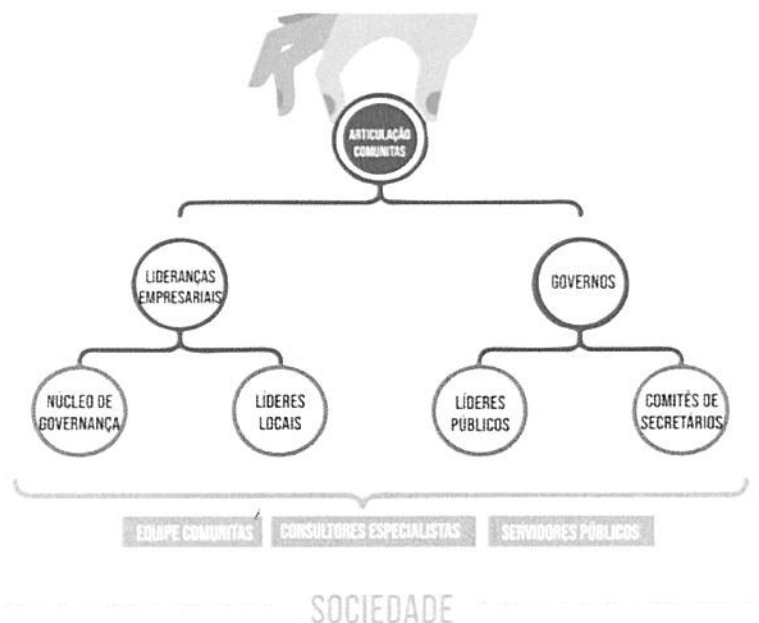 ARTICULAÇÃO
COMUNITAS
LIDERANÇAS
EMPRESARIAIS
GOVERNOS
NÚCLEO DE
GOVERNANÇA
LÍDERES
LOCAIS
LÍDERES
PÚBLICOS
COMITÊS DE
SECRETÁRIOS
EQUIPE COMUNITAS
CONSULTORES ESPECIALISTAS
SERVIDORES PÚBLICOS
SOCIEDADE